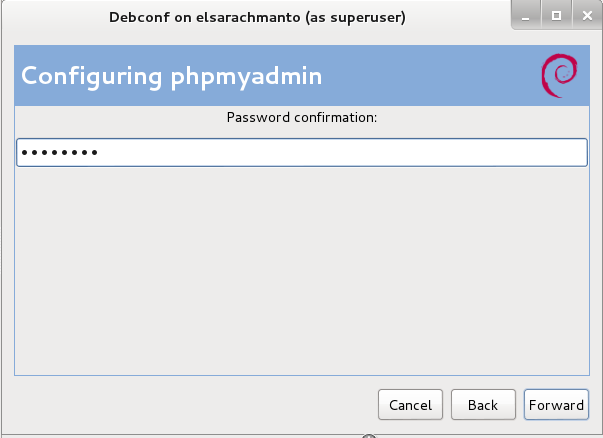 Debconf on elsarachmanto (as superuser)
Configuring phpmyadmin
Password confirmation:
••••••••
Cancel Back Forward